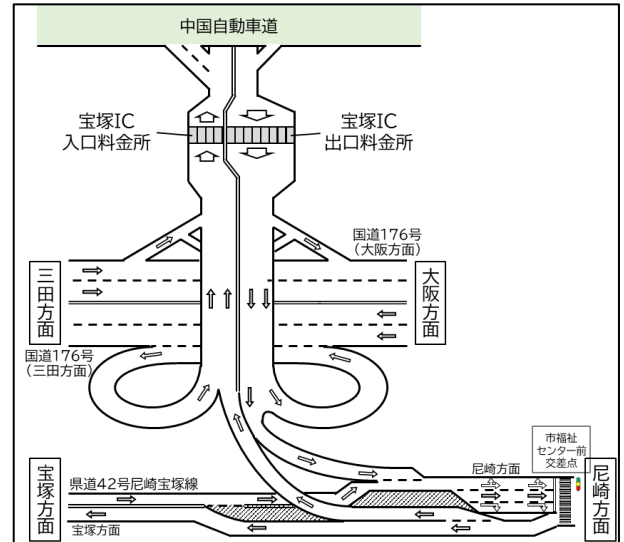 中国自動車道
宝塚IC
入口料金所
宝塚IC
出口料金所
国道176号
(大阪方面)
三田方面
大阪方面
国道176号
(三田方面)
市福祉
センター前
交差点
宝塚方面
県道42号尼崎宝塚線
尼崎方面
尼崎方面
宝塚方面